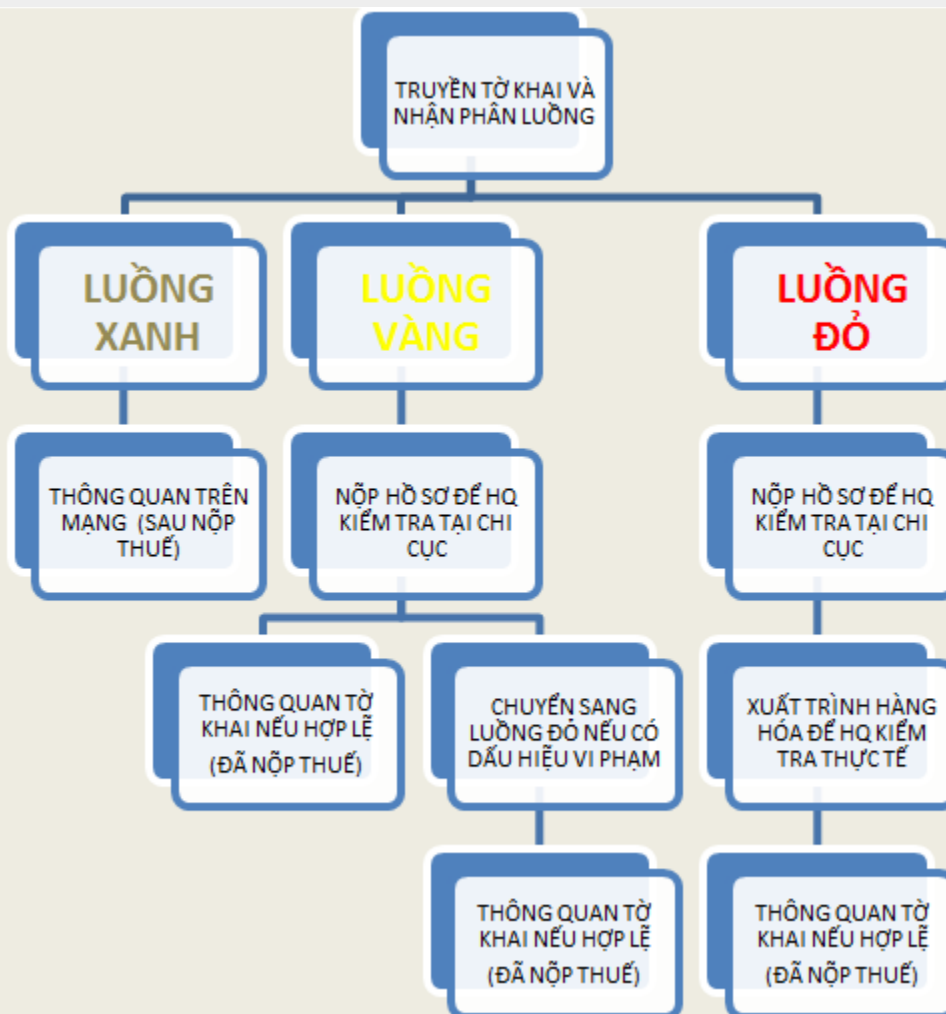 TRUYỀN TỜ KHAI VÀ
NHẬN PHÂN LUỒNG
LUỒNG
XANH
LUỒNG
VÀNG
LUỒNG
ĐỎ
THÔNG QUAN TRÊN
MẠNG (SAU NỘP
THUẾ)
NỘP HỒ SƠ ĐỂ HQ
KIỂM TRA TẠI CHI
CỤC
NỘP HỒ SƠ ĐỂ HQ
KIỂM TRA TẠI CHI
CỤC
THÔNG QUAN TỜ
KHAI NẾU HỢP LỆ
(ĐÃ NỘP THUẾ)
CHUYỂN SANG
LUỒNG ĐỎ NẾU CÓ
DẤU HIỆU VI PHẠM
XUẤT TRÌNH HÀNG
HÓA ĐỂ HQ KIỂM
TRA THỰC TẾ
THÔNG QUAN TỜ
KHAI NẾU HỢP LỆ
(ĐÃ NỘP THUẾ)
THÔNG QUAN TỜ
KHAI NẾU HỢP LỆ
(ĐÃ NỘP THUẾ)